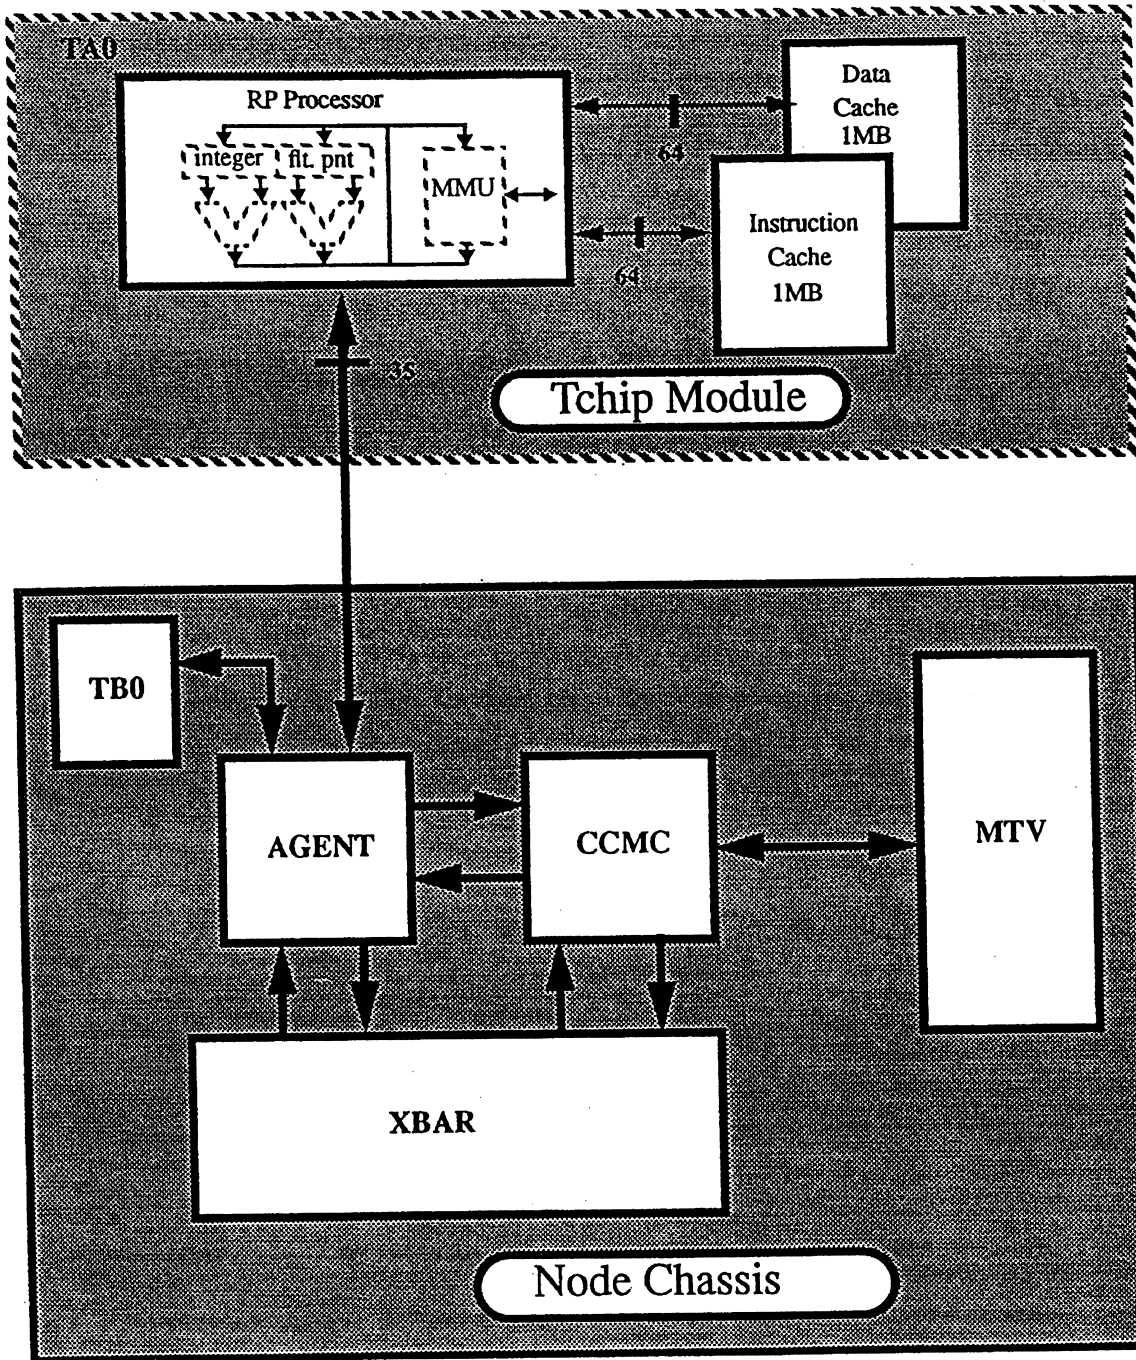 TA0
RP Processor
integer
flt. pnt
MMU
Data
Cache
1MB
64
Instruction
Cache
1MB
64
35
Tchip Module
TB0
AGENT
CCMC
MTV
XBAR
Node Chassis